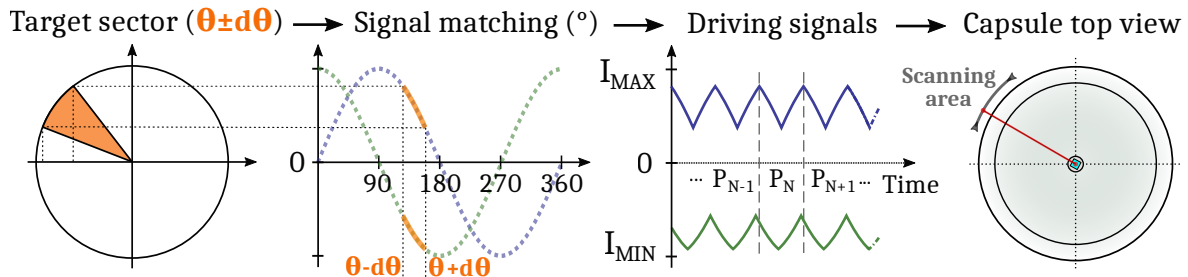 Target sector (θ±dθ)
Signal matching (°)
Driving signals
Capsule top view
0
90
180
270
360
θ-dθ
θ+dθ
I_MAX
0
I_MIN
... P_N-1
P_N
P_N+1 ...
Time
Scanning
area